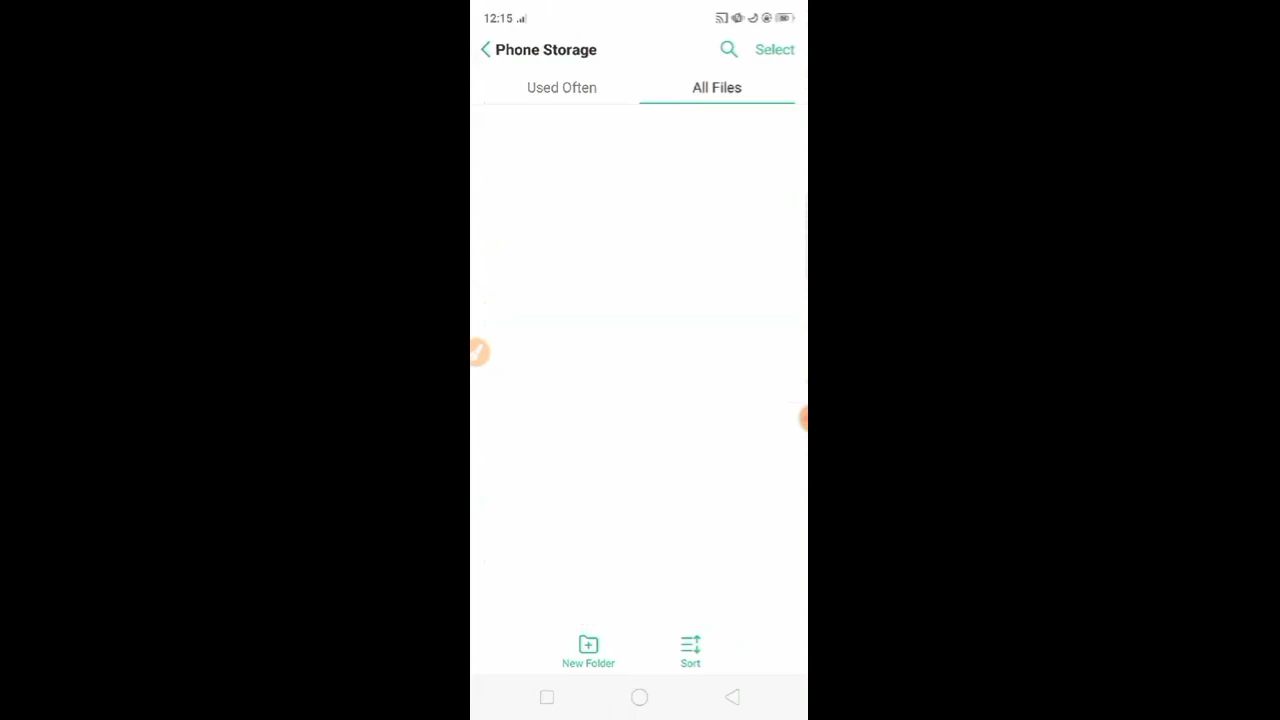 12:15
Phone Storage
Select
Used Often
All Files
New Folder
Sort